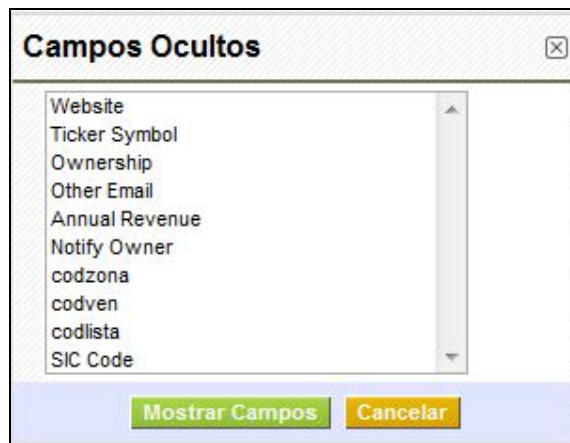 Campos Ocultos
Website
Ticker Symbol
Ownership
Other Email
Annual Revenue
Notify Owner
codzona
codven
codlista
SIC Code
Mostrar Campos Cancelar